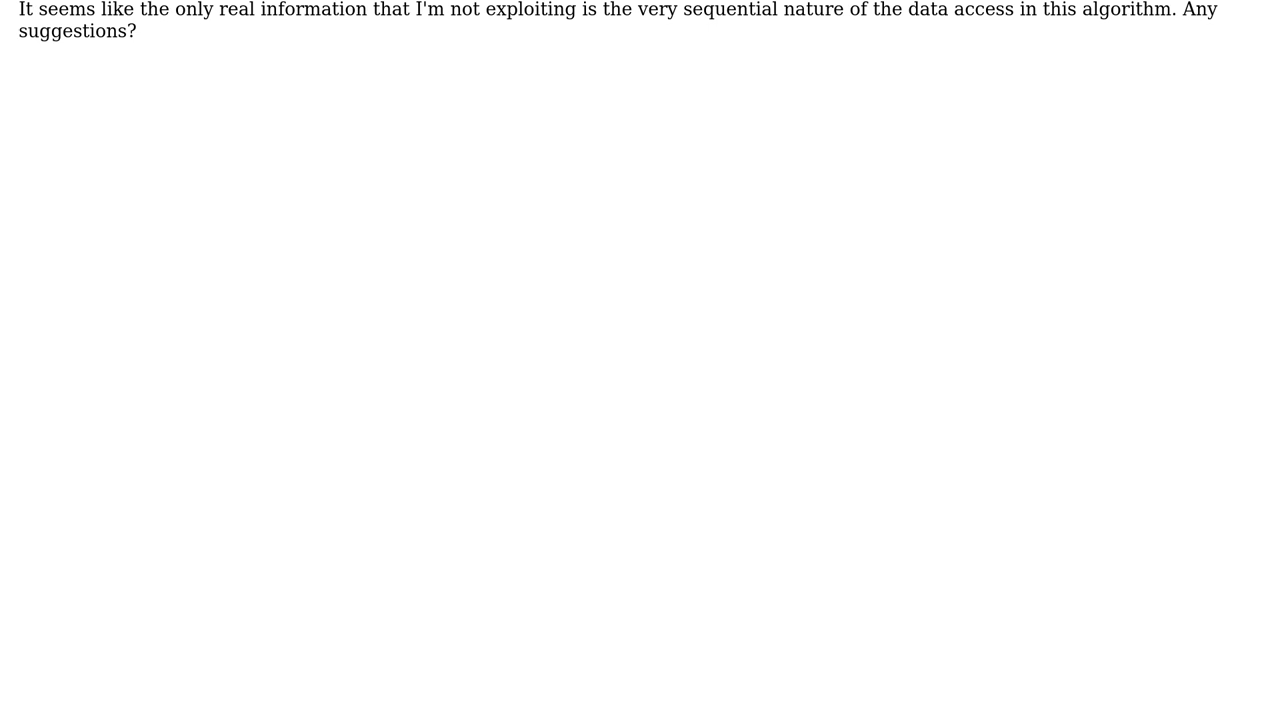 It seems like the only real information that I'm not exploiting is the very sequential nature of the data access in this algorithm. Any
suggestions?